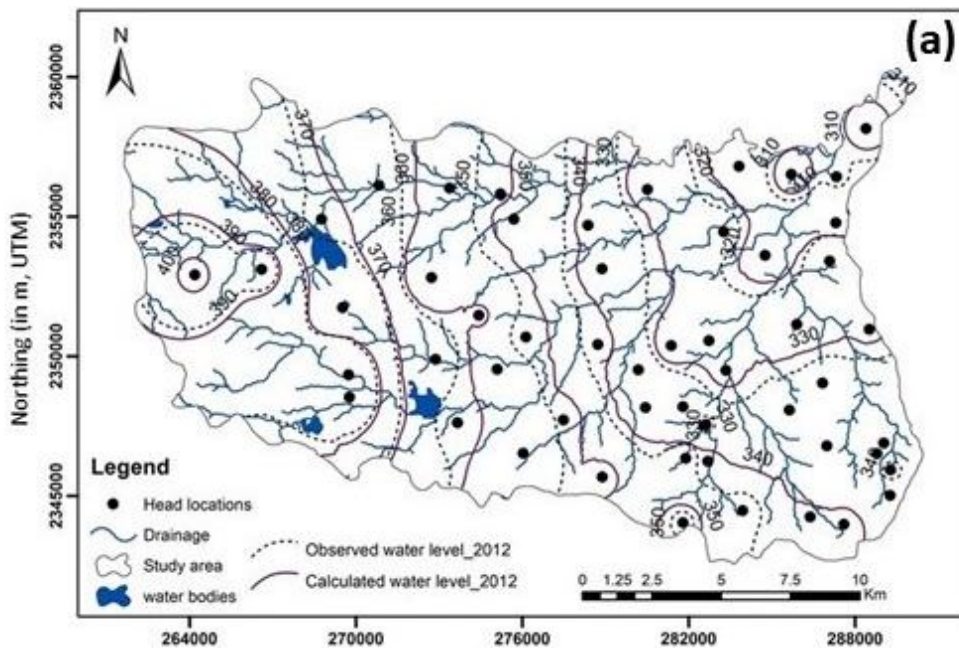 (a)
N
2360000
2355000
2350000
2345000
Northing (in m, UTM)
310
310
310
320
330
340
350
350
360
360
370
370
380
390
390
400
320
330
330
330
340
340
350
350
Legend
Head locations
Drainage
Study area
water bodies
Observed water level_2012
Calculated water level_2012
0 1.25 2.5 5 7.5 10
Km
264000 270000 276000 282000 288000